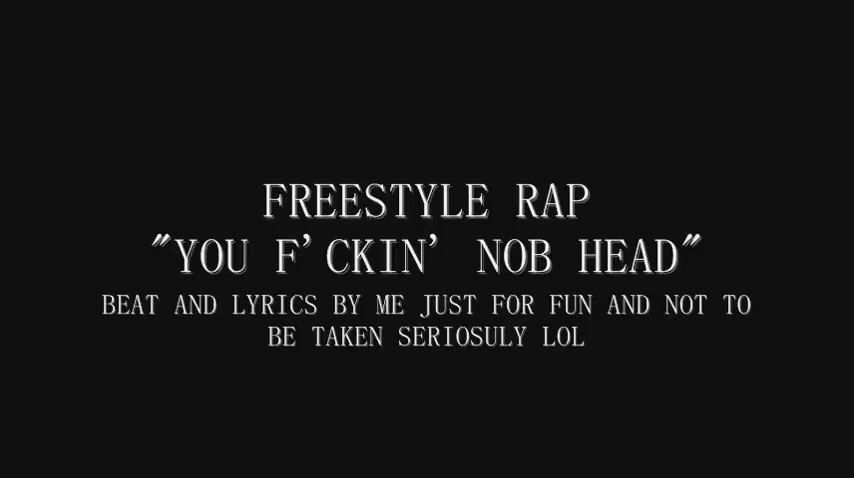 FREESTYLE RAP
"YOU F'CKIN' NOB HEAD"
BEAT AND LYRICS BY ME JUST FOR FUN AND NOT TO
BE TAKEN SERIOSULY LOL